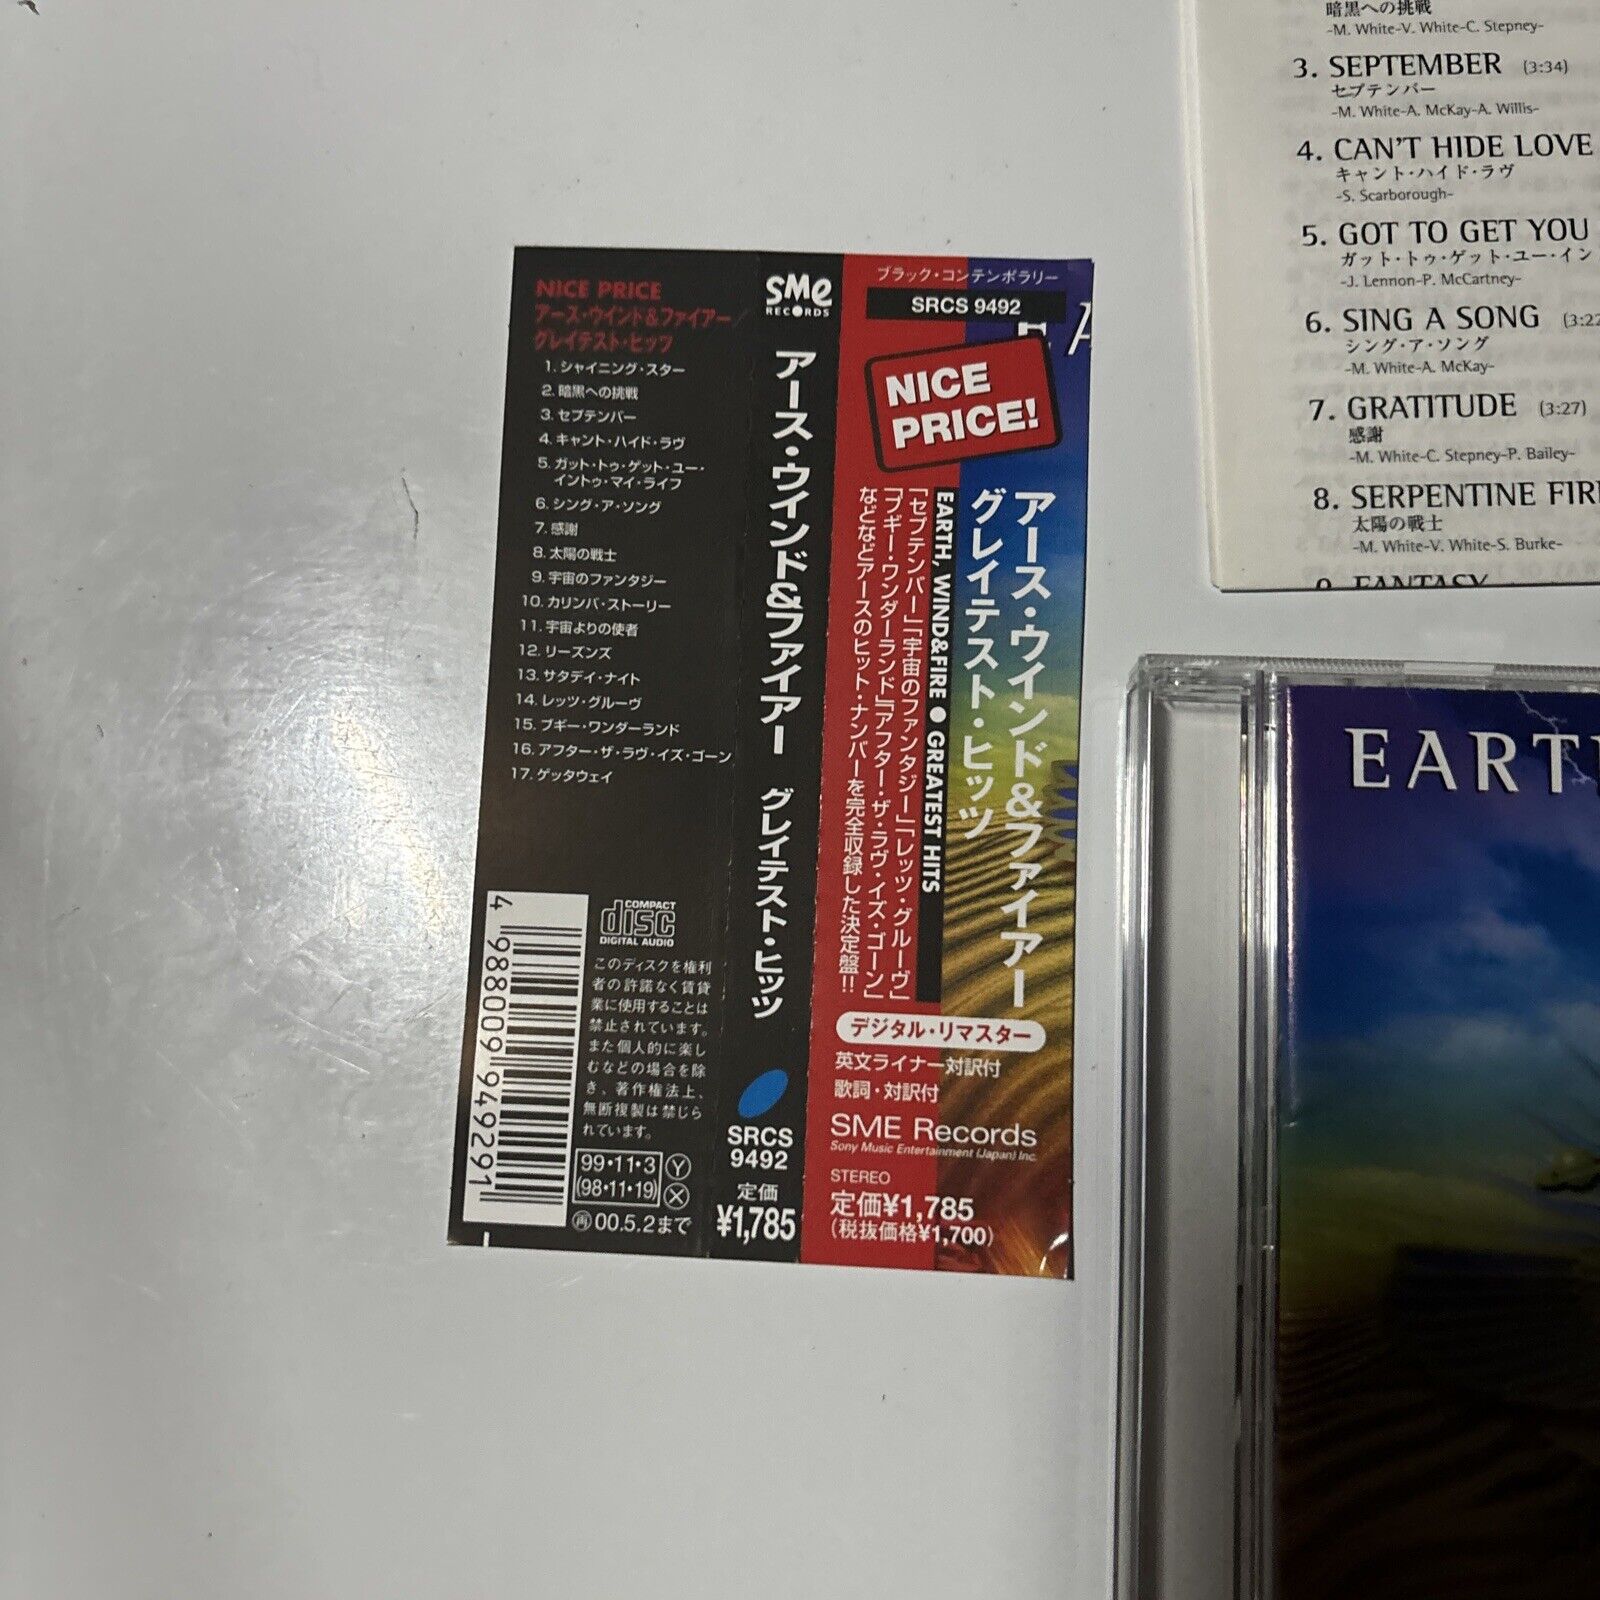 NICE PRICE
アース・ウインド&ファイアー/
グレイテスト・ヒッツ
1. シャイニング・スター
2. 暗黒への挑戦
3. セプテンバー
4. キャント・ハイド・ラヴ
5. ガット・トゥ・ゲット・ユー・
イントゥ・マイ・ライフ
6. シング・ア・ソング
7. 感謝
8. 太陽の戦士
9. 宇宙のファンタジー
10. カリンバ・ストーリー
11. 宇宙よりの使者
12. リーズンズ
13. サタデイ・ナイト
14. レッツ・グルーヴ
15. ブギー・ワンダーランド
16. アフター・ザ・ラヴ・イズ・ゴーン
17. ゲッタウェイ
4 988009 949291
COMPACT
disc
DIGITAL AUDIO
このディスクを権利
者の許諾なく賃貸
業に使用することは
禁止されています。
また個人的に楽し
むなどの場合を除
き、著作権法上、
無断複製は禁じら
れています。
99・11・3 Ⓨ
(98・11・19) Ⓧ
㊢00.5.2まで
SMe
RECORDS
アース・ウインド&ファイアー グレイテスト・ヒッツ
SRCS
9492
定価
¥1,785
ブラック・コンテンポラリー
SRCS 9492
EA
NICE
PRICE!
アース・ウインド&ファイアー
グレイテスト・ヒッツ
EARTH, WIND&FIRE ● GREATEST HITS
「セプテンバー」「宇宙のファンタジー」「レッツ・グルーヴ」
「ブギー・ワンダーランド」「アフター・ザ・ラヴ・イズ・ゴーン」
などなどアースのヒット・ナンバーを完全収録した決定盤!!
デジタル・リマスター
英文ライナー対訳付
歌詞・対訳付
SME Records
Sony Music Entertainment (Japan) Inc.
STEREO
定価¥1,785
(税抜価格¥1,700)
暗黒への挑戦
-M. White-V. White-C. Stepney-
3. SEPTEMBER (3:34)
セプテンバー
-M. White-A. McKay-A. Willis-
4. CAN'T HIDE LOVE
キャント・ハイド・ラヴ
-S. Scarborough-
5. GOT TO GET YOU
ガット・トゥ・ゲット・ユー・イン
-J. Lennon-P. McCartney-
6. SING A SONG (3:22
シング・ア・ソング
-M. White-A. McKay-
7. GRATITUDE (3:27)
感謝
-M. White-C. Stepney-P. Bailey-
8. SERPENTINE FIR
太陽の戦士
-M. White-V. White-S. Burke-
9. FANTASY
EARTH